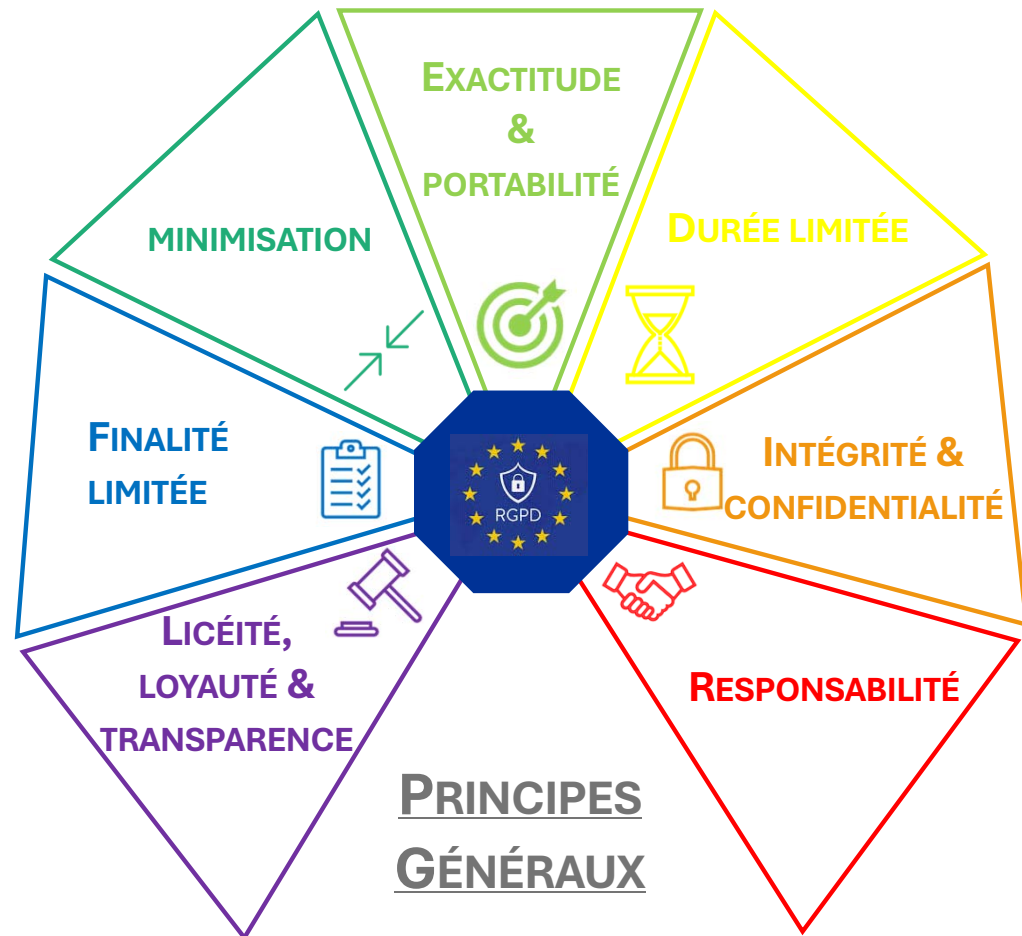 EXACTITUDE
&
PORTABILITÉ
MINIMISATION
DURÉE LIMITÉE
FINALITÉ
LIMITÉE
INTÉGRITÉ &
CONFIDENTIALITÉ
RGPD
LICÉITÉ,
LOYAUTÉ &
TRANSPARENCE
RESPONSABILITÉ
PRINCIPES
GÉNÉRAUX